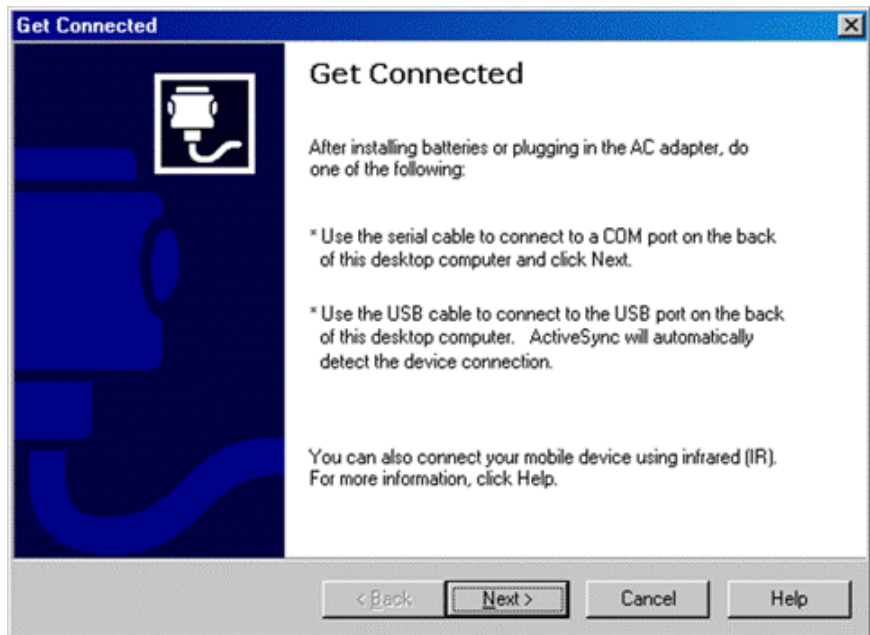 Get Connected
Get Connected
After installing batteries or plugging in the AC adapter, do
one of the following:
* Use the serial cable to connect to a COM port on the back
of this desktop computer and click Next.
* Use the USB cable to connect to the USB port on the back
of this desktop computer.   ActiveSync will automatically
detect the device connection.
You can also connect your mobile device using infrared (IR).
For more information, click Help.
< Back Next > Cancel Help